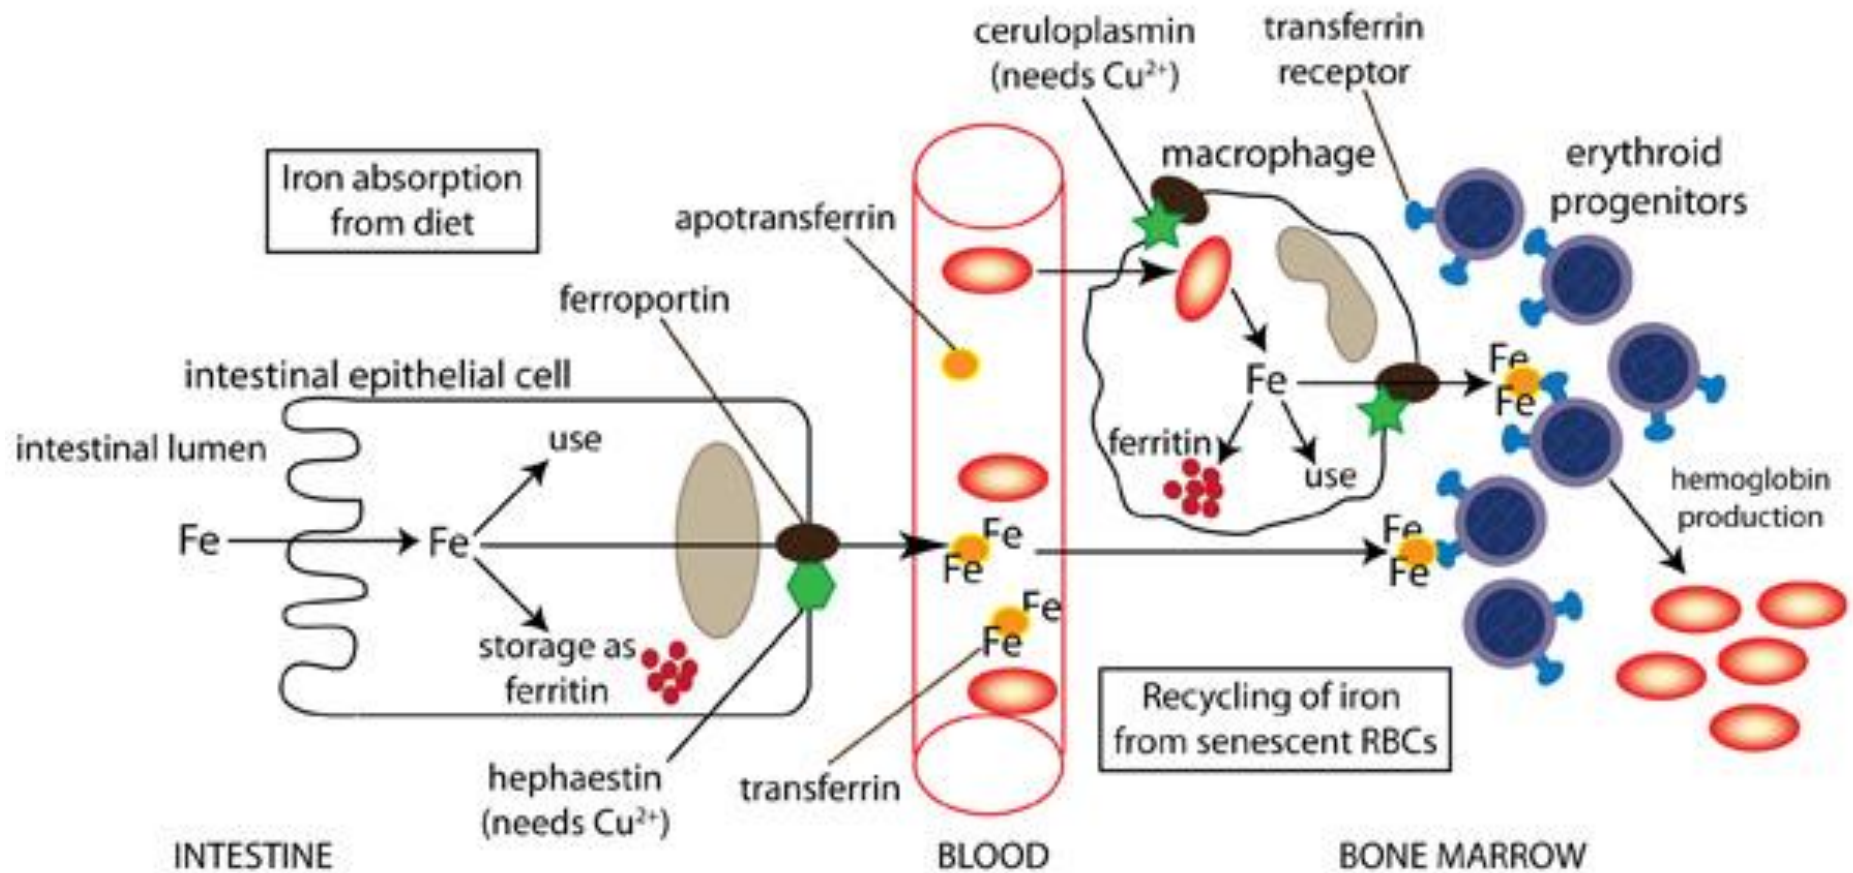 ceruloplasmin
(needs Cu²⁺)
transferrin
receptor
macrophage
erythroid
progenitors
Iron absorption
from diet
apotransferrin
ferroportin
intestinal epithelial cell
intestinal lumen
use
Fe
Fe
storage as
ferritin
Fe
Fe
Fe
Fe
Fe
ferritin
use
Fe
Fe
Fe
Fe
hemoglobin
production
hephaestin
(needs Cu²⁺)
transferrin
Recycling of iron
from senescent RBCs
INTESTINE
BLOOD
BONE MARROW